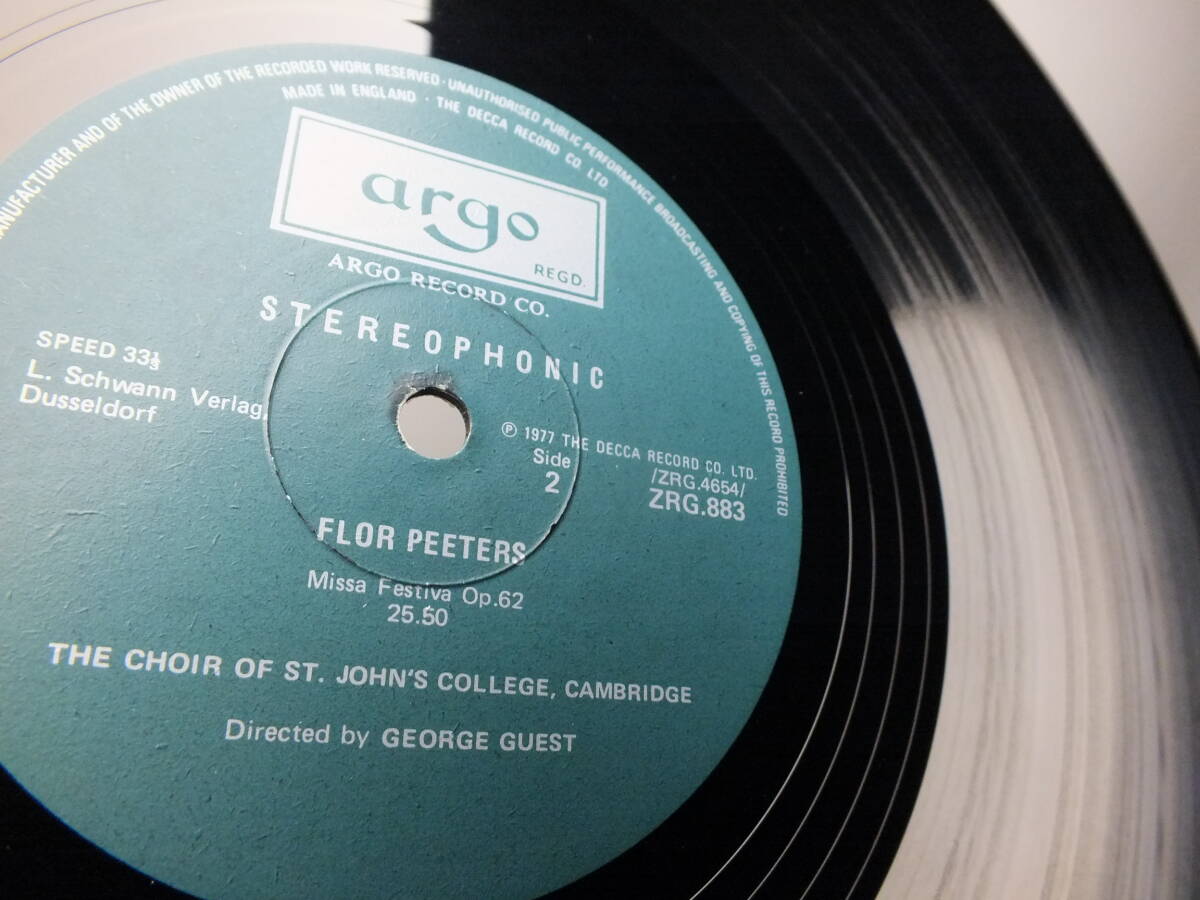 MANUFACTURER AND OF THE OWNER OF THE RECORDED WORK RESERVED · UNAUTHORISED PUBLIC PERFORMANCE BROADCASTING AND COPYING OF THIS RECORD PROHIBITED
MADE IN ENGLAND · THE DECCA RECORD CO. LTD
argo
REGD.
ARGO RECORD CO.
STEREOPHONIC
SPEED 33⅓
L. Schwann Verlag,
Dusseldorf
℗ 1977 THE DECCA RECORD CO. LTD.
Side
/ZRG.4654/
2
ZRG.883
FLOR PEETERS
Missa Festiva Op.62
25.50
THE CHOIR OF ST. JOHN'S COLLEGE, CAMBRIDGE
Directed by GEORGE GUEST